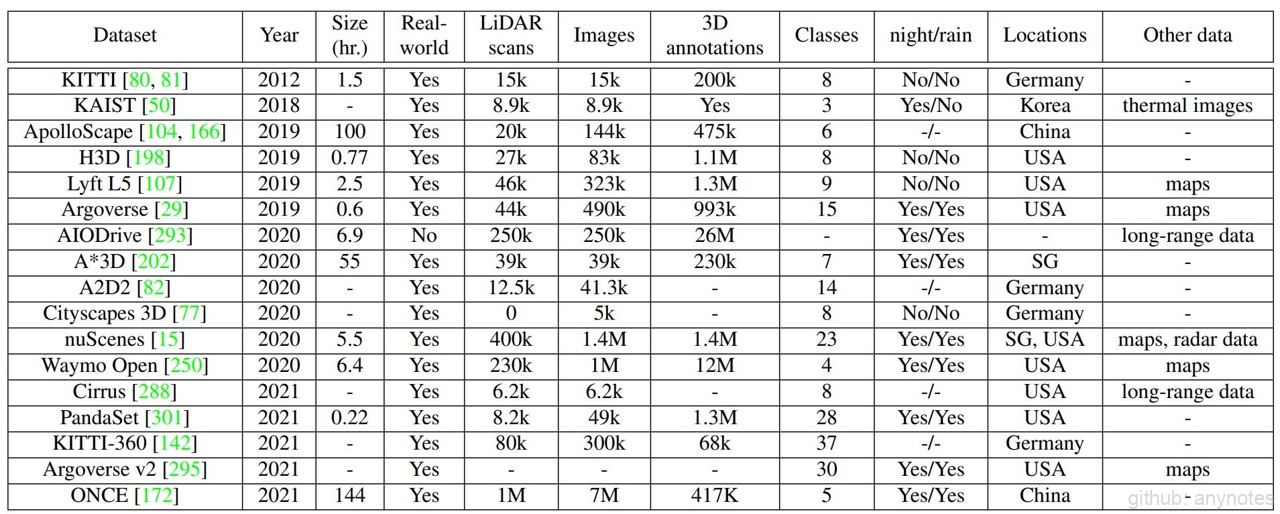 Dataset Year Size (hr.) Real-world LiDAR scans Images 3D annotations Classes night/rain Locations Other data
KITTI [80, 81] 2012 1.5 Yes 15k 15k 200k 8 No/No Germany -
KAIST [50] 2018 - Yes 8.9k 8.9k Yes 3 Yes/No Korea thermal images
ApolloScape [104, 166] 2019 100 Yes 20k 144k 475k 6 -/- China -
H3D [198] 2019 0.77 Yes 27k 83k 1.1M 8 No/No USA -
Lyft L5 [107] 2019 2.5 Yes 46k 323k 1.3M 9 No/No USA maps
Argoverse [29] 2019 0.6 Yes 44k 490k 993k 15 Yes/Yes USA maps
AIODrive [293] 2020 6.9 No 250k 250k 26M - Yes/Yes - long-range data
A*3D [202] 2020 55 Yes 39k 39k 230k 7 Yes/Yes SG -
A2D2 [82] 2020 - Yes 12.5k 41.3k - 14 -/- Germany -
Cityscapes 3D [77] 2020 - Yes 0 5k - 8 No/No Germany -
nuScenes [15] 2020 5.5 Yes 400k 1.4M 1.4M 23 Yes/Yes SG, USA maps, radar data
Waymo Open [250] 2020 6.4 Yes 230k 1M 12M 4 Yes/Yes USA maps
Cirrus [288] 2021 - Yes 6.2k 6.2k - 8 -/- USA long-range data
PandaSet [301] 2021 0.22 Yes 8.2k 49k 1.3M 28 Yes/Yes USA -
KITTI-360 [142] 2021 - Yes 80k 300k 68k 37 -/- Germany -
Argoverse v2 [295] 2021 - Yes - - - 30 Yes/Yes USA maps
ONCE [172] 2021 144 Yes 1M 7M 417K 5 Yes/Yes China -
github: anynotes